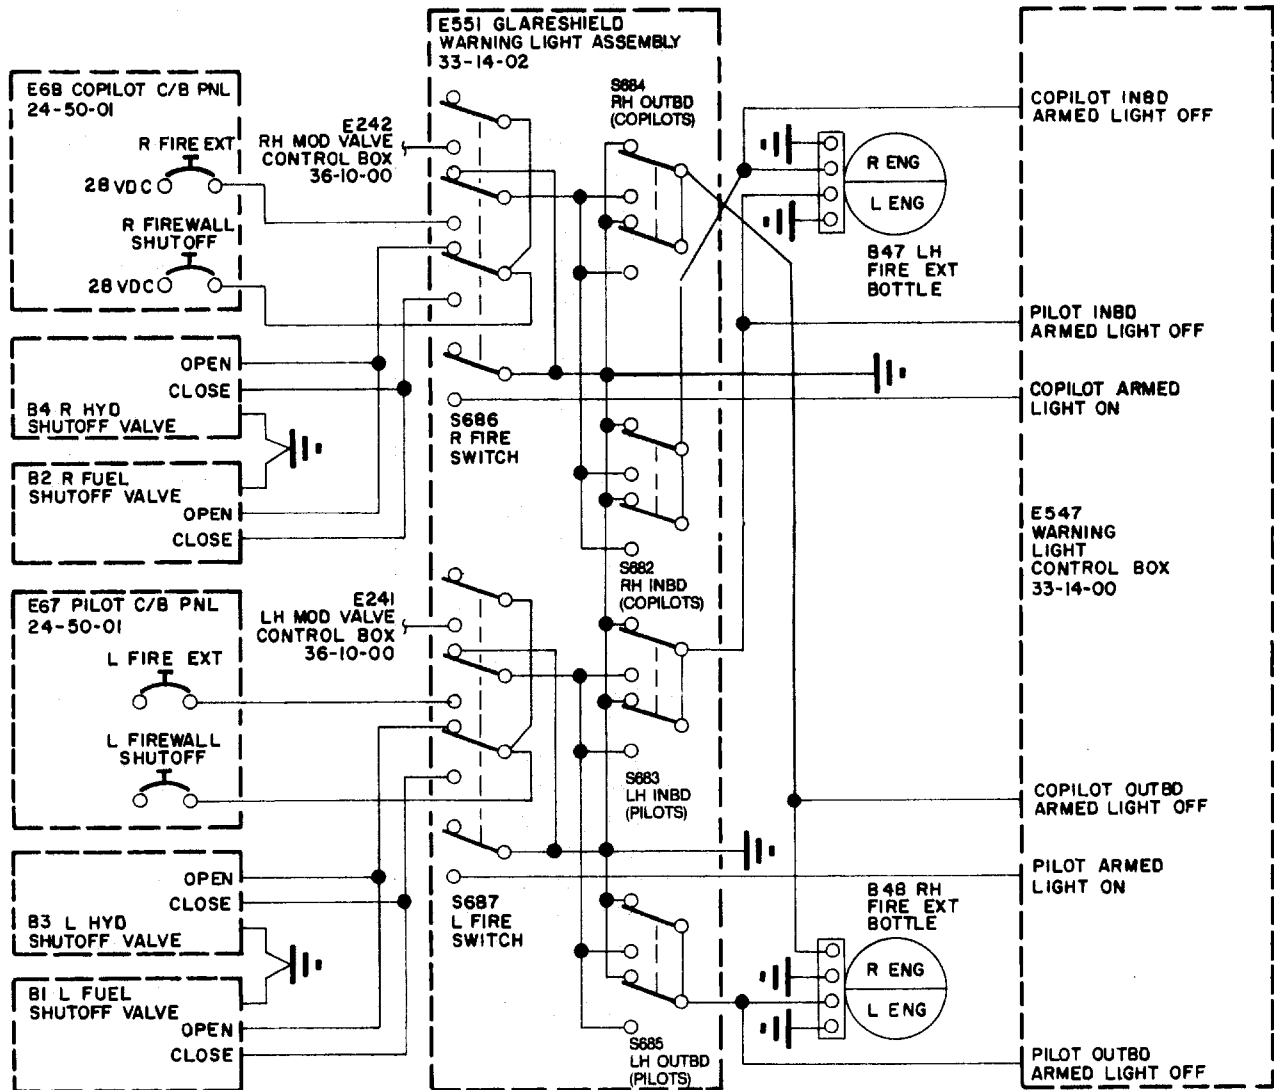 E551 GLARESHIELD
WARNING LIGHT ASSEMBLY
33-14-02
E68 COPILOT C/B PNL
24-50-01
R FIRE EXT
28 VDC
R FIREWALL
SHUTOFF
28 VDC
E242
RH MOD VALVE
CONTROL BOX
36-10-00
S684
RH OUTBD
(COPILOTS)
COPILOT INBD
ARMED LIGHT OFF
R ENG
L ENG
B47 LH
FIRE EXT
BOTTLE
PILOT INBD
ARMED LIGHT OFF
OPEN
CLOSE
B4 R HYD
SHUTOFF VALVE
B2 R FUEL
SHUTOFF VALVE
OPEN
CLOSE
S686
R FIRE
SWITCH
COPILOT ARMED
LIGHT ON
E547
WARNING
LIGHT
CONTROL BOX
33-14-00
S682
RH INBD
(COPILOTS)
E67 PILOT C/B PNL
24-50-01
L FIRE EXT
L FIREWALL
SHUTOFF
E241
LH MOD VALVE
CONTROL BOX
36-10-00
S683
LH INBD
(PILOTS)
COPILOT OUTBD
ARMED LIGHT OFF
OPEN
CLOSE
B3 L HYD
SHUTOFF VALVE
B1 L FUEL
SHUTOFF VALVE
OPEN
CLOSE
S687
L FIRE
SWITCH
PILOT ARMED
LIGHT ON
B48 RH
FIRE EXT
BOTTLE
R ENG
L ENG
S685
LH OUTBD
(PILOTS)
PILOT OUTBD
ARMED LIGHT OFF